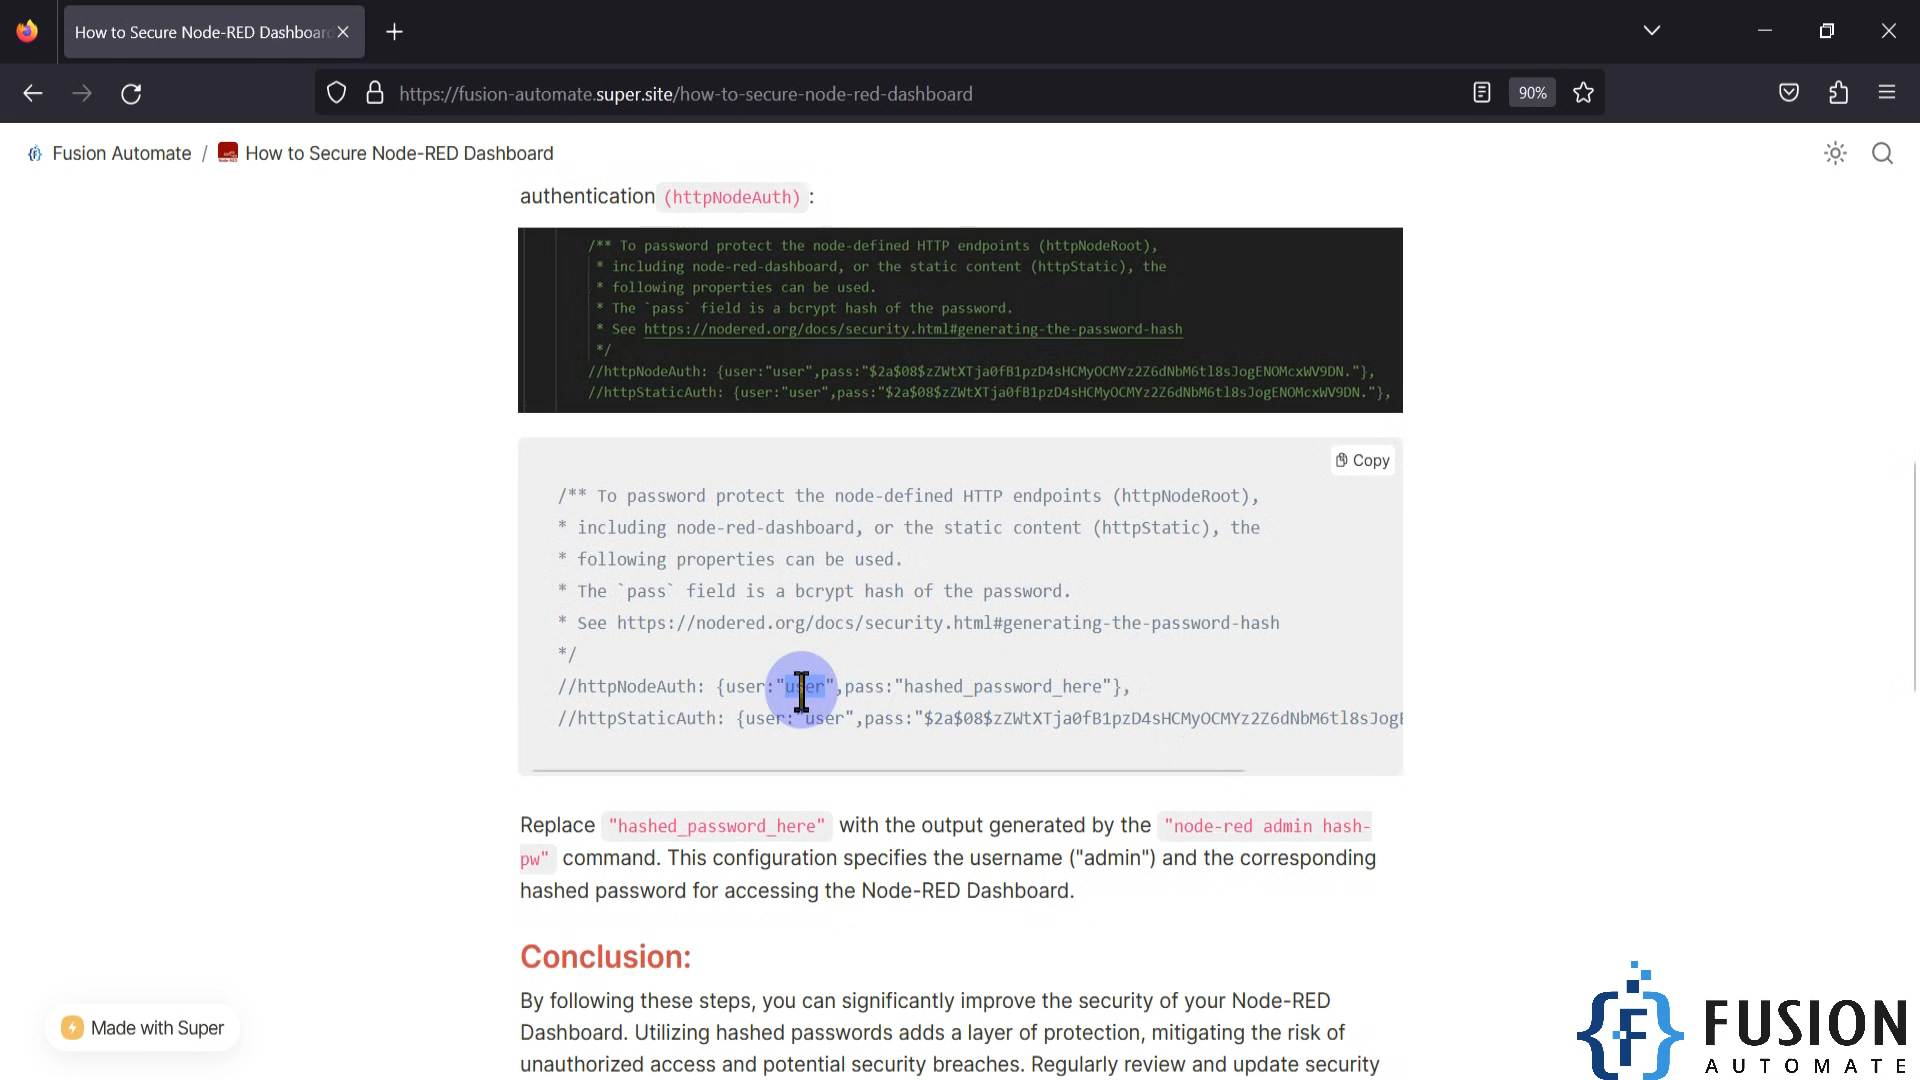 How to Secure Node-RED Dashboard
https://fusion-automate.super.site/how-to-secure-node-red-dashboard
90%
Fusion Automate / How to Secure Node-RED Dashboard
authentication (httpNodeAuth) :
/** To password protect the node-defined HTTP endpoints (httpNodeRoot),
* including node-red-dashboard, or the static content (httpStatic), the
* following properties can be used.
* The `pass` field is a bcrypt hash of the password.
* See https://nodered.org/docs/security.html#generating-the-password-hash
*/
//httpNodeAuth: {user:"user",pass:"$2a$08$zZWtXTja0fB1pzD4sHCMyOCMYz2Z6dNbM6tl8sJogENOMcxWV9DN."},
//httpStaticAuth: {user:"user",pass:"$2a$08$zZWtXTja0fB1pzD4sHCMyOCMYz2Z6dNbM6tl8sJogENOMcxWV9DN."},
Copy
/** To password protect the node-defined HTTP endpoints (httpNodeRoot),
* including node-red-dashboard, or the static content (httpStatic), the
* following properties can be used.
* The `pass` field is a bcrypt hash of the password.
* See https://nodered.org/docs/security.html#generating-the-password-hash
*/
//httpNodeAuth: {user:"user",pass:"hashed_password_here"},
//httpStaticAuth: {user:"user",pass:"$2a$08$zZWtXTja0fB1pzD4sHCMyOCMYz2Z6dNbM6tl8sJogE
Replace "hashed_password_here" with the output generated by the "node-red admin hash-
pw" command. This configuration specifies the username ("admin") and the corresponding
hashed password for accessing the Node-RED Dashboard.
Conclusion:
By following these steps, you can significantly improve the security of your Node-RED
Dashboard. Utilizing hashed passwords adds a layer of protection, mitigating the risk of
unauthorized access and potential security breaches. Regularly review and update security
Made with Super
FUSION
AUTOMATE